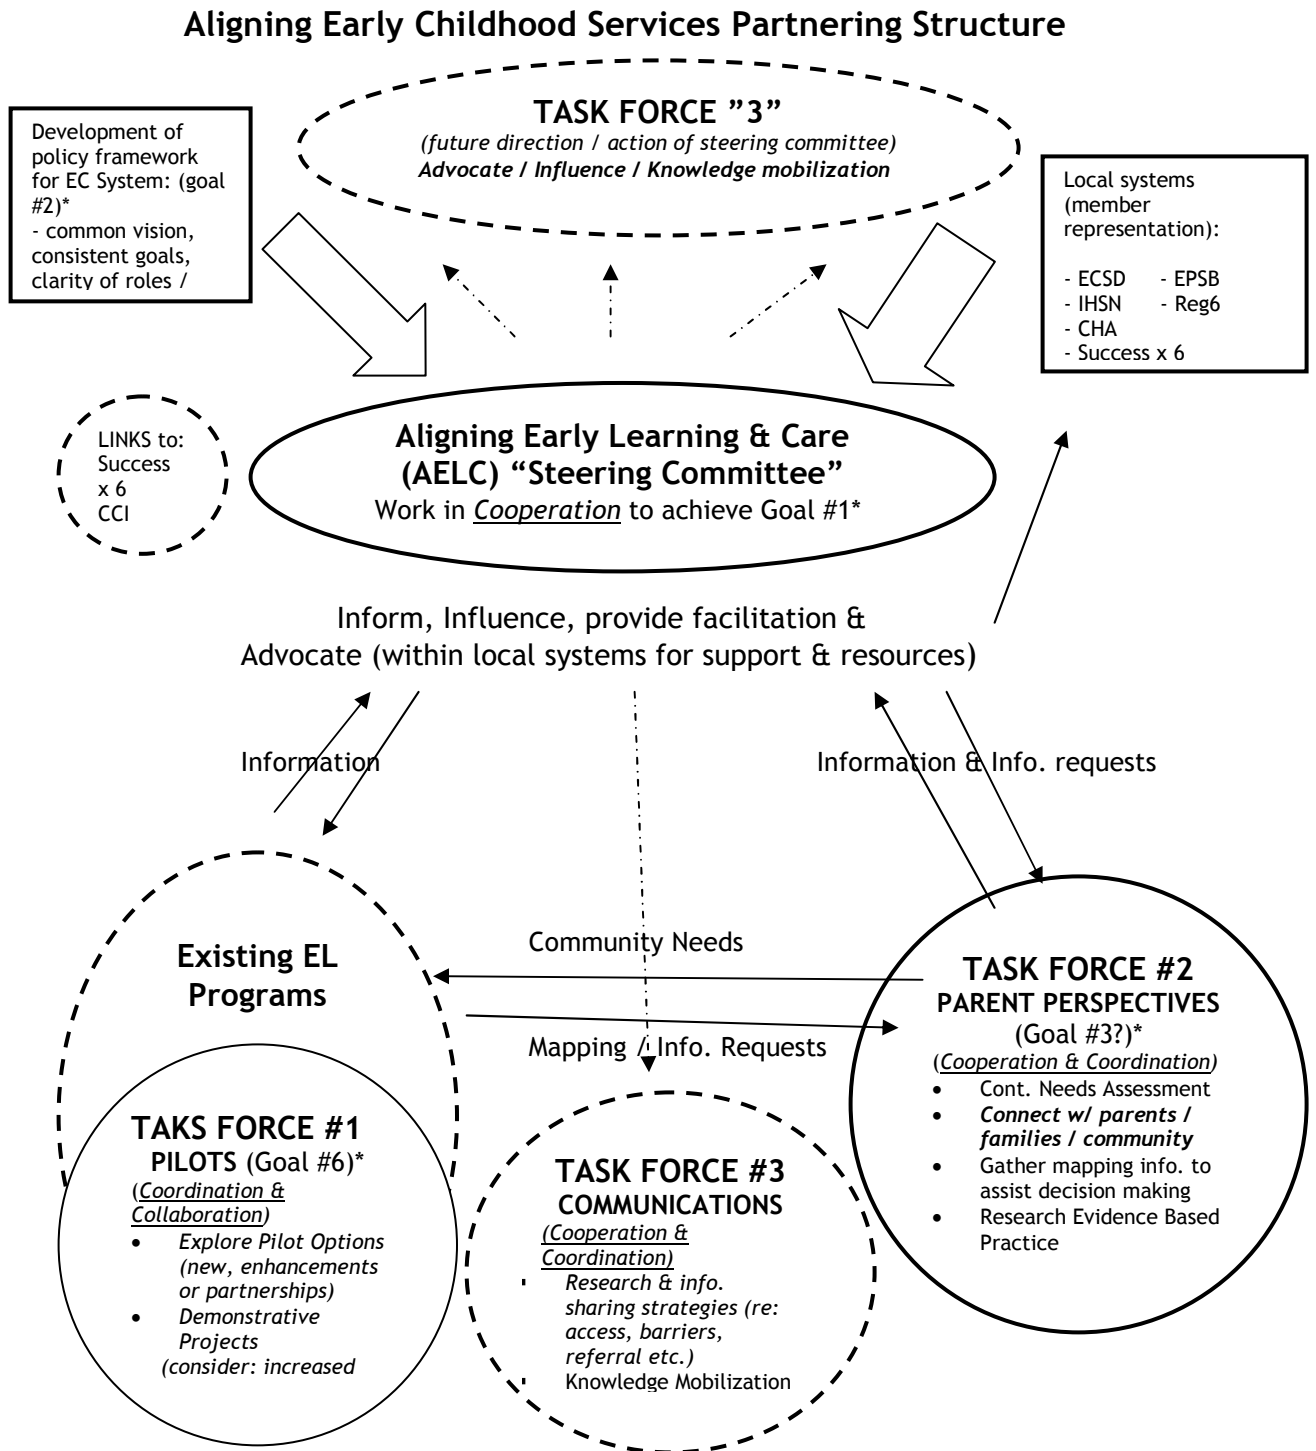 Aligning Early Childhood Services Partnering Structure
TASK FORCE ”3”
(future direction / action of steering committee)
Advocate / Influence / Knowledge mobilization
Development of
policy framework
for EC System: (goal
#2)*
- common vision,
consistent goals,
clarity of roles /
Local systems
(member
representation):
- ECSD - EPSB
- IHSN - Reg6
- CHA
- Success x 6
LINKS to:
Success
x 6
CCI
Aligning Early Learning & Care
(AELC) “Steering Committee”
Work in Cooperation to achieve Goal #1*
Inform, Influence, provide facilitation &
Advocate (within local systems for support & resources)
Information
Information & Info. requests
Community Needs
Mapping / Info. Requests
Existing EL
Programs
TAKS FORCE #1
PILOTS (Goal #6)*
(Coordination &
Collaboration)
• Explore Pilot Options
(new, enhancements
or partnerships)
• Demonstrative
Projects
(consider: increased
TASK FORCE #3
COMMUNICATIONS
(Cooperation &
Coordination)
▪ Research & info.
sharing strategies (re:
access, barriers,
referral etc.)
▪ Knowledge Mobilization
TASK FORCE #2
PARENT PERSPECTIVES
(Goal #3?)*
(Cooperation & Coordination)
• Cont. Needs Assessment
• Connect w/ parents /
families / community
• Gather mapping info. to
assist decision making
• Research Evidence Based
Practice